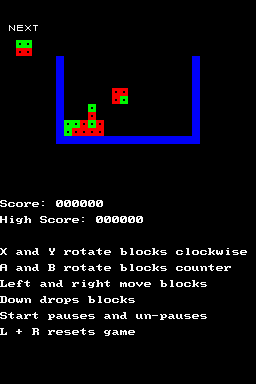 NEXT
Score: 000000
High Score: 000000
X and Y rotate blocks clockwise
A and B rotate blocks counter
Left and right move blocks
Down drops blocks
Start pauses and un-pauses
L + R resets game